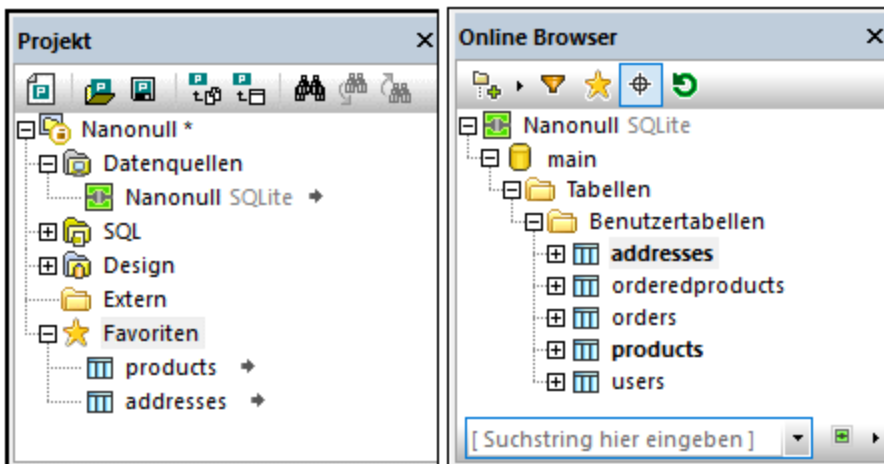 Projekt
Nanonull *
Datenquellen
Nanonull SQLite
SQL
Design
Extern
Favoriten
products
addresses
Online Browser
Nanonull SQLite
main
Tabellen
Benutzertabellen
addresses
orderedproducts
orders
products
users
[ Suchstring hier eingeben ]